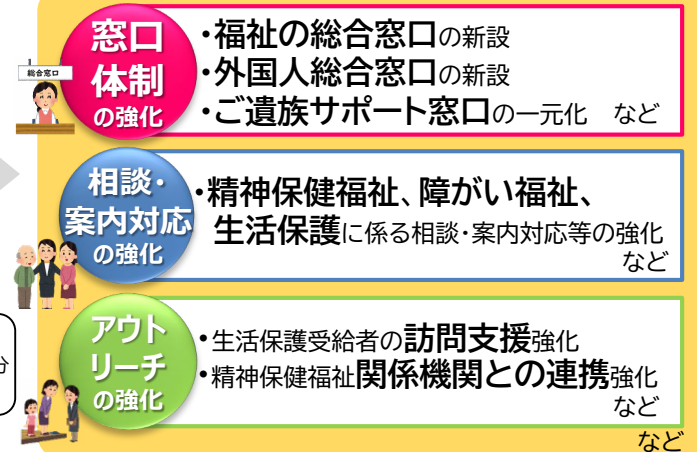 窓口
体制
の強化
総合窓口
・福祉の総合窓口の新設
・外国人総合窓口の新設
・ご遺族サポート窓口の一元化　など
相談・
案内対応
の強化
・精神保健福祉、障がい福祉、
生活保護に係る相談・案内対応等の強化
など
アウト
リーチ
の強化
・生活保護受給者の訪問支援強化
・精神保健福祉関係機関との連携強化
など
分
など